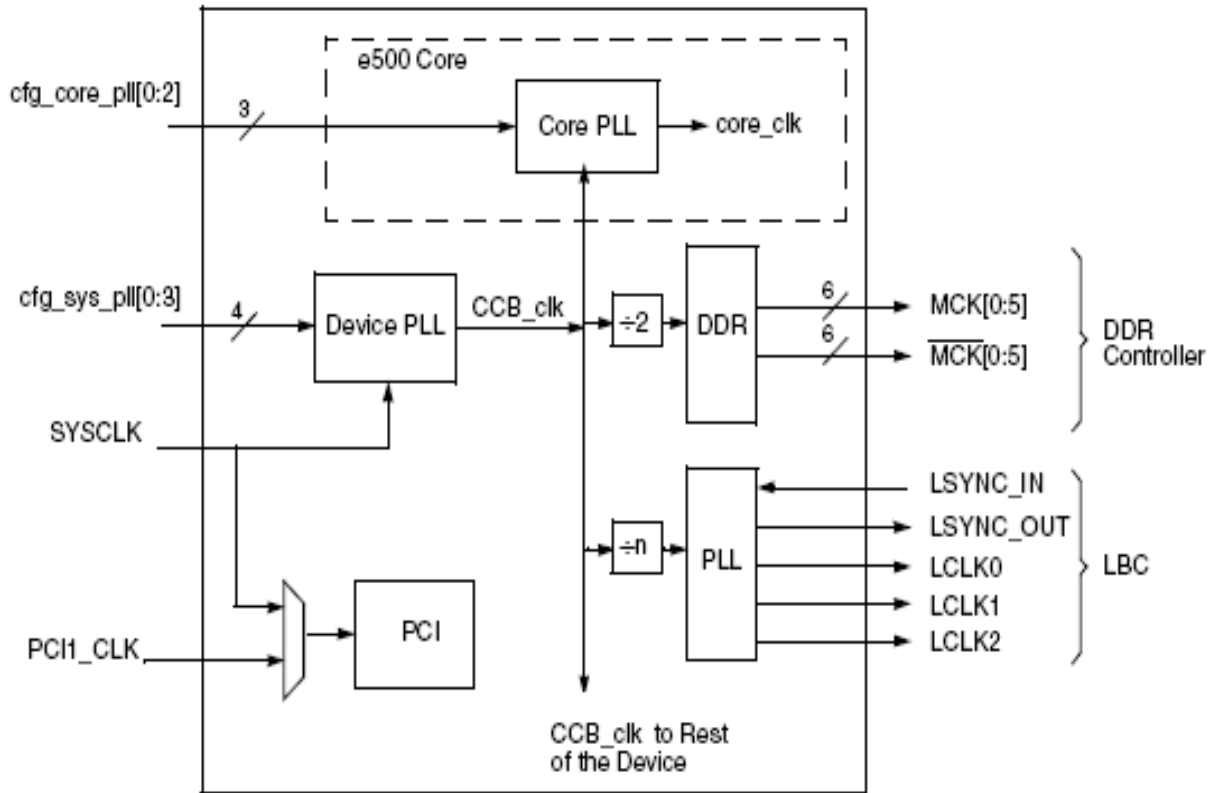 e500 Core
cfg_core_pll[0:2]
3
Core PLL
core_clk
cfg_sys_pll[0:3]
4
Device PLL
CCB_clk
÷2
DDR
6
MCK[0:5]
6
MCK[0:5]
DDR
Controller
SYSCLK
LSYNC_IN
LSYNC_OUT
÷n
PLL
LCLK0
LBC
LCLK1
LCLK2
PCI1_CLK
PCI
CCB_clk to Rest
of the Device